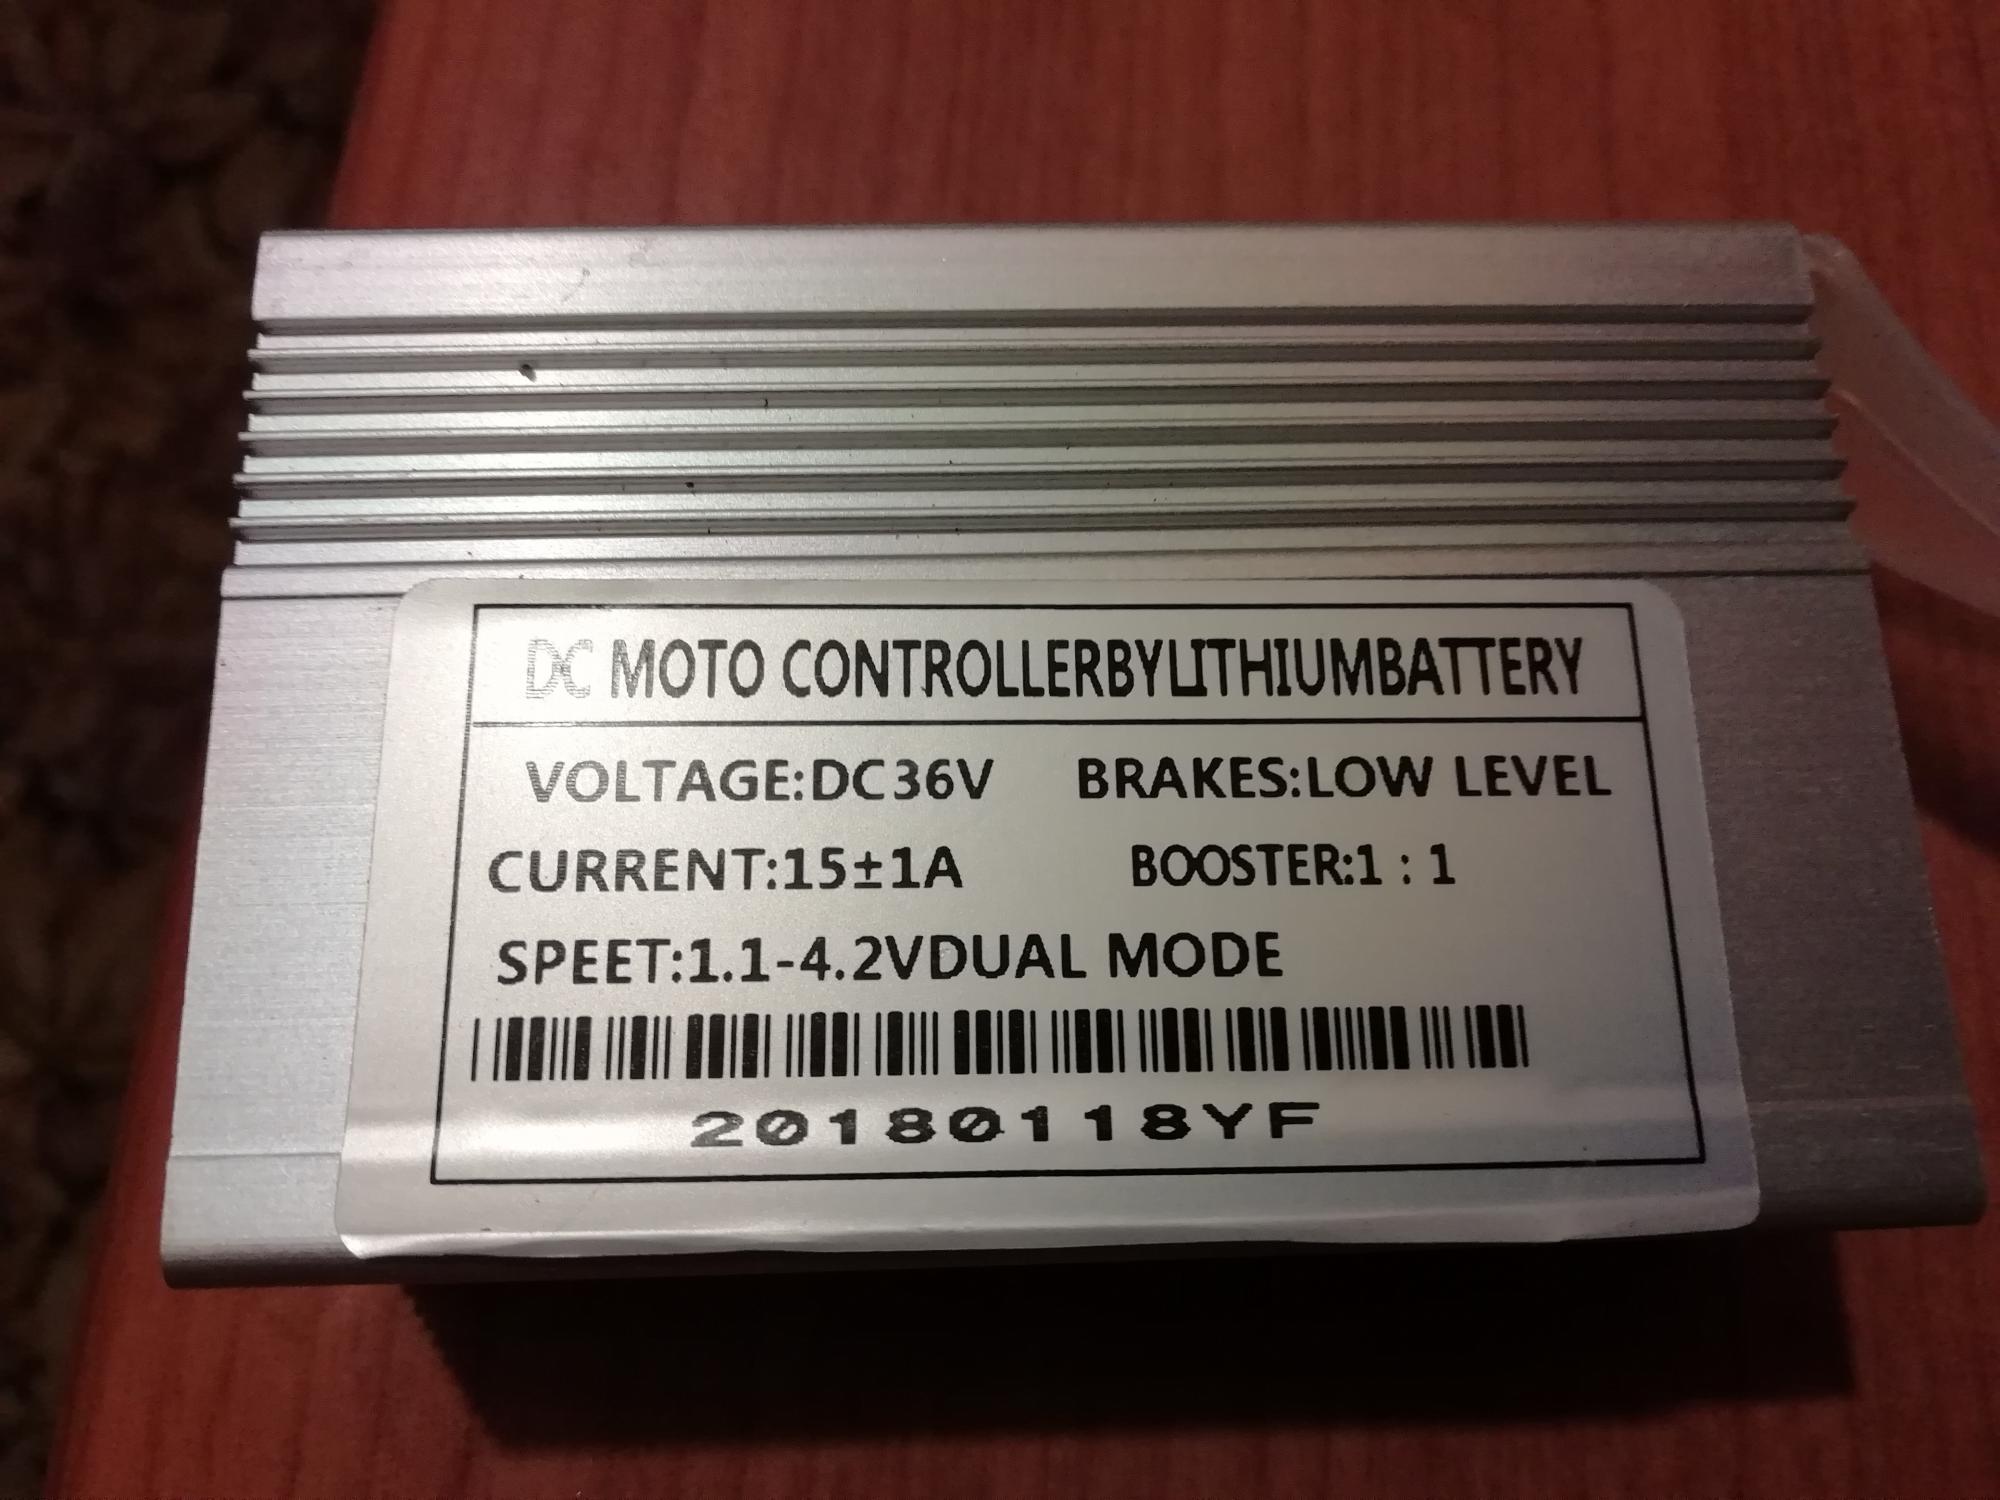 DC MOTO CONTROLLERBYLITHIUMBATTERY
VOLTAGE:DC36V BRAKES:LOW LEVEL
CURRENT:15±1A BOOSTER:1 : 1
SPEET:1.1-4.2VDUAL MODE
20180118YF